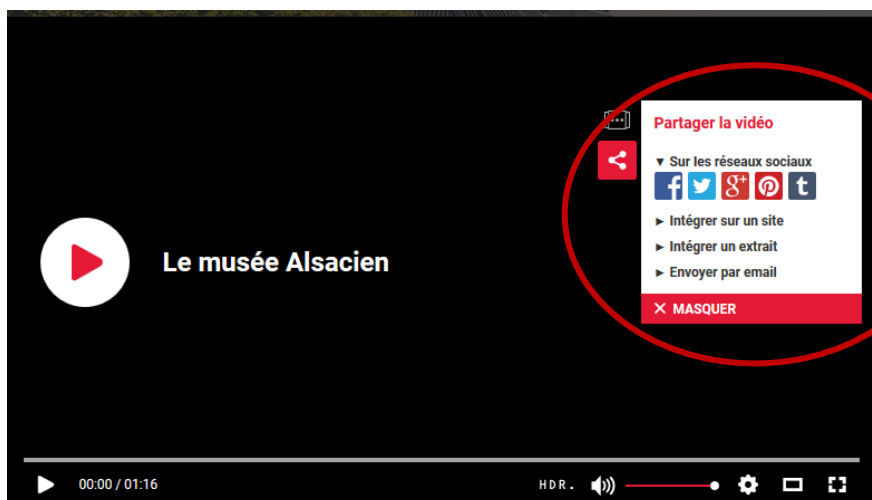 Partager la vidéo
▼ Sur les réseaux sociaux
f g+ t
► Intégrer sur un site
► Intégrer un extrait
► Envoyer par email
✕ MASQUER
Le musée Alsacien
00:00 / 01:16
HDR.